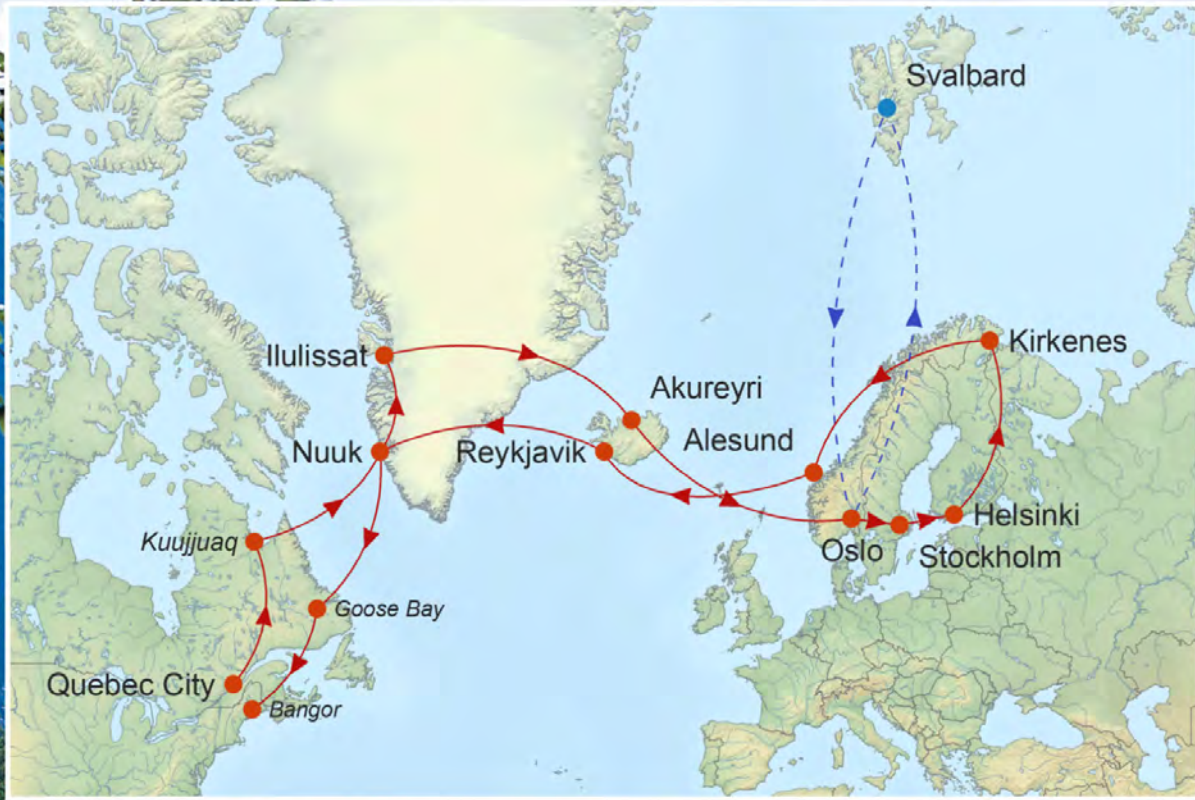 Svalbard
Kirkenes
Ilulissat
Akureyri
Alesund
Nuuk
Reykjavik
Helsinki
Kuujjuaq
Oslo
Stockholm
Goose Bay
Quebec City
Bangor